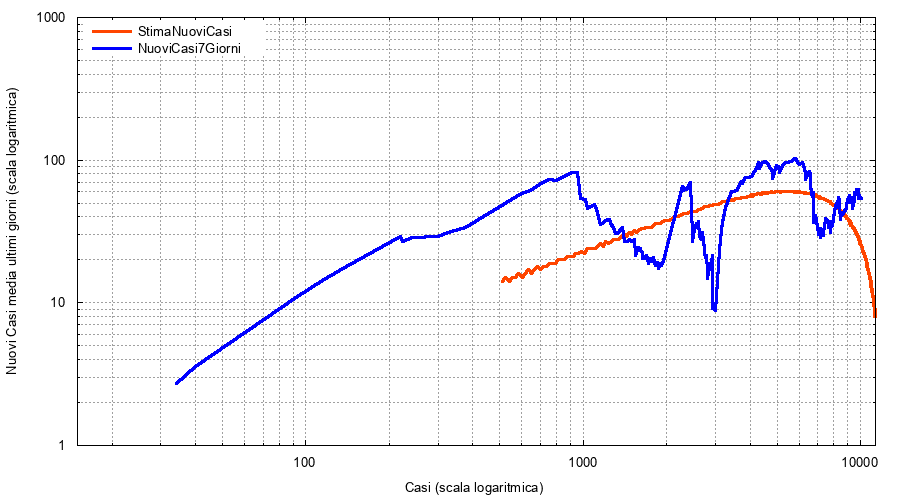 1000
StimaNuoviCasi
NuoviCasi7Giorni
100
Nuovi Casi media ultimi giorni (scala logaritmica)
10
1
100
1000
10000
Casi (scala logaritmica)